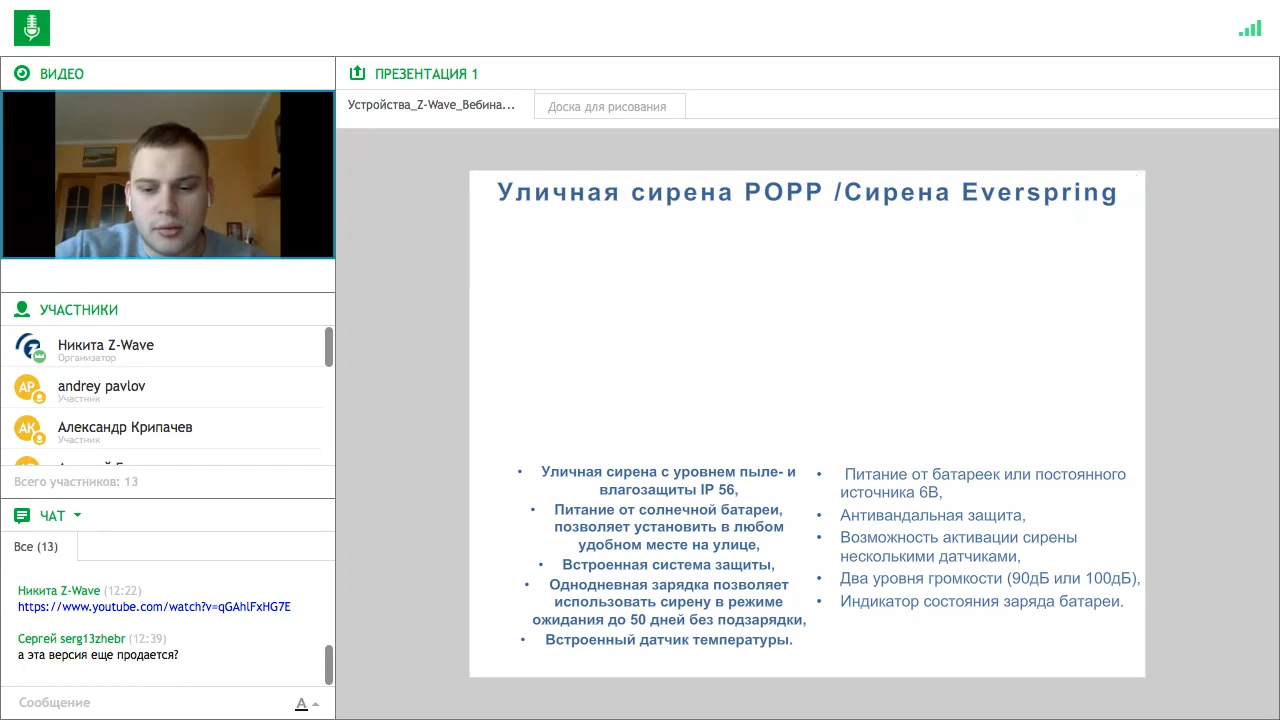 ВИДЕО
ПРЕЗЕНТАЦИЯ 1
Устройства_Z-Wave_Вебина...
Доска для рисования
УЧАСТНИКИ
Никита Z-Wave
Организатор
AP
andrey pavlov
Участник
АК
Александр Крипачев
Участник
Всего участников: 13
ЧАТ
Все (13)
Никита Z-Wave (12:22)
https://www.youtube.com/watch?v=qGAhlFxHG7E
Сергей serg13zhebr (12:39)
а эта версия еще продается?
Сообщение
A
Уличная сирена POPP /Сирена Everspring
• Уличная сирена с уровнем пыле- и
влагозащиты IP 56,
• Питание от солнечной батареи,
позволяет установить в любом
удобном месте на улице,
• Встроенная система защиты,
• Однодневная зарядка позволяет
использовать сирену в режиме
ожидания до 50 дней без подзарядки,
• Встроенный датчик температуры.
• Питание от батареек или постоянного
источника 6В,
• Антивандальная защита,
• Возможность активации сирены
несколькими датчиками,
• Два уровня громкости (90дБ или 100дБ),
• Индикатор состояния заряда батареи.